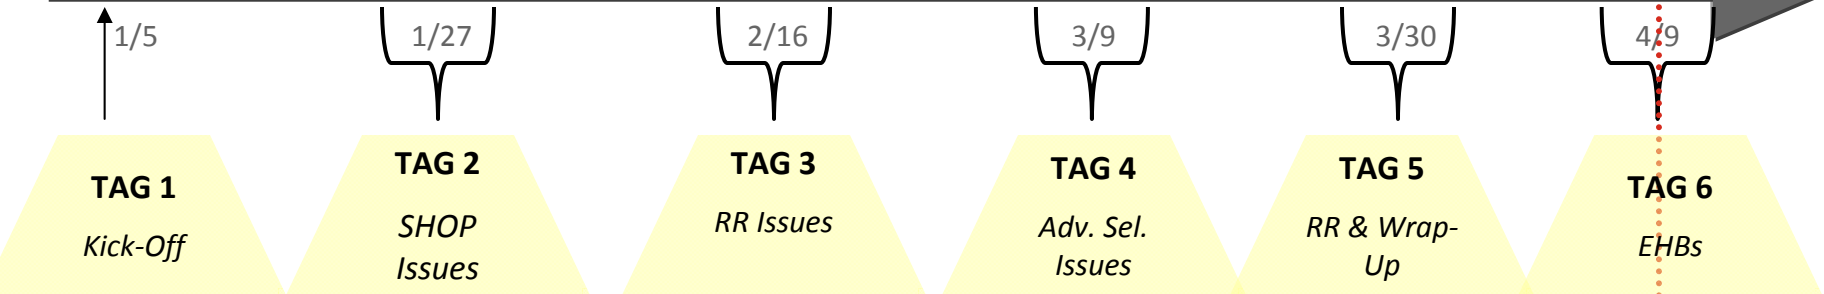 1/5
1/27
2/16
3/9
3/30
4/9
TAG 1
Kick-Off
TAG 2
SHOP
Issues
TAG 3
RR Issues
TAG 4
Adv. Sel.
Issues
TAG 5
RR & Wrap-
Up
TAG 6
EHBs